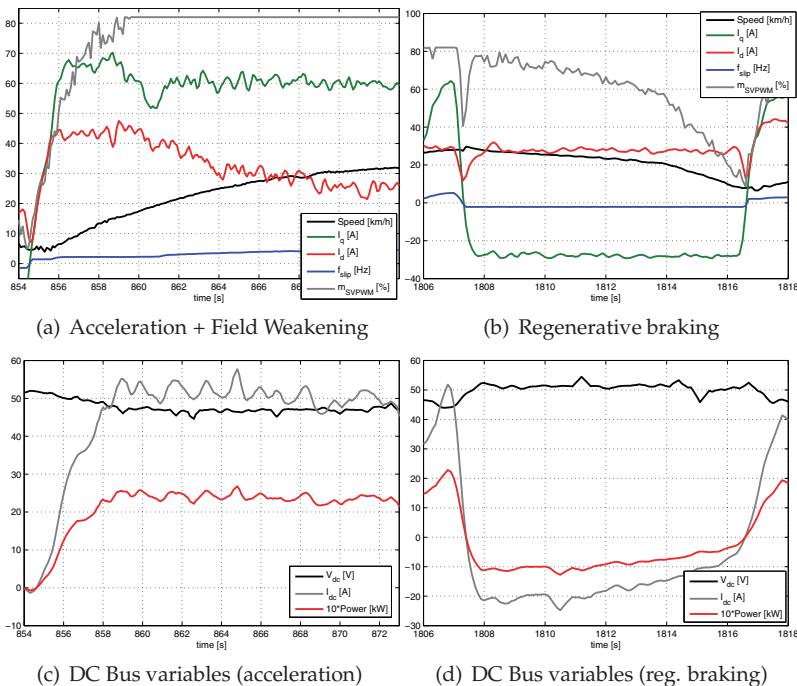 80
70
60
50
40
30
20
10
0
854 856 858 860 862 864 866 868
time [s]
Speed [km/h]
I_q [A]
I_d [A]
f_slip [Hz]
m_SVPWM [%]
(a) Acceleration + Field Weakening
100
80
60
40
20
0
−20
−40
1806 1808 1810 1812 1814 1816 1818
time [s]
Speed [km/h]
I_q [A]
I_d [A]
f_slip [Hz]
m_SVPWM [%]
(b) Regenerative braking
60
50
40
30
20
10
0
−10
854 856 858 860 862 864 866 868 870 872
time [s]
V_dc [V]
I_dc [A]
10*Power [kW]
(c) DC Bus variables (acceleration)
60
50
40
30
20
10
0
−10
−20
−30
1806 1808 1810 1812 1814 1816 1818
time [s]
V_dc [V]
I_dc [A]
10*Power [kW]
(d) DC Bus variables (reg. braking)